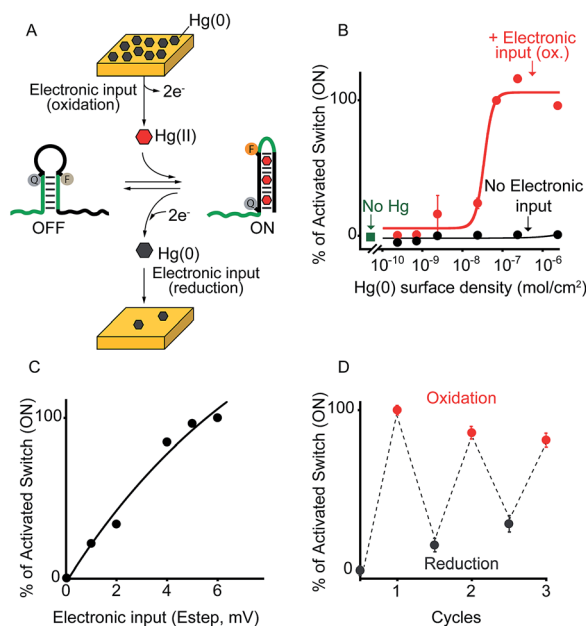 A
Hg(0)
Electronic input
(oxidation)
2e-
Hg(II)
Q
F
OFF
F
Q
ON
2e-
Hg(0)
Electronic input
(reduction)
B
% of Activated Switch (ON)
100
0
+ Electronic
input (ox.)
No Hg
No Electronic
input
10-10
10-9
10-8
10-7
10-6
Hg(0) surface density (mol/cm2)
C
% of Activated Switch (ON)
100
0
0 2 4 6
Electronic input (Estep, mV)
D
% of Activated Switch (ON)
100
0
Oxidation
Reduction
1 2 3
Cycles